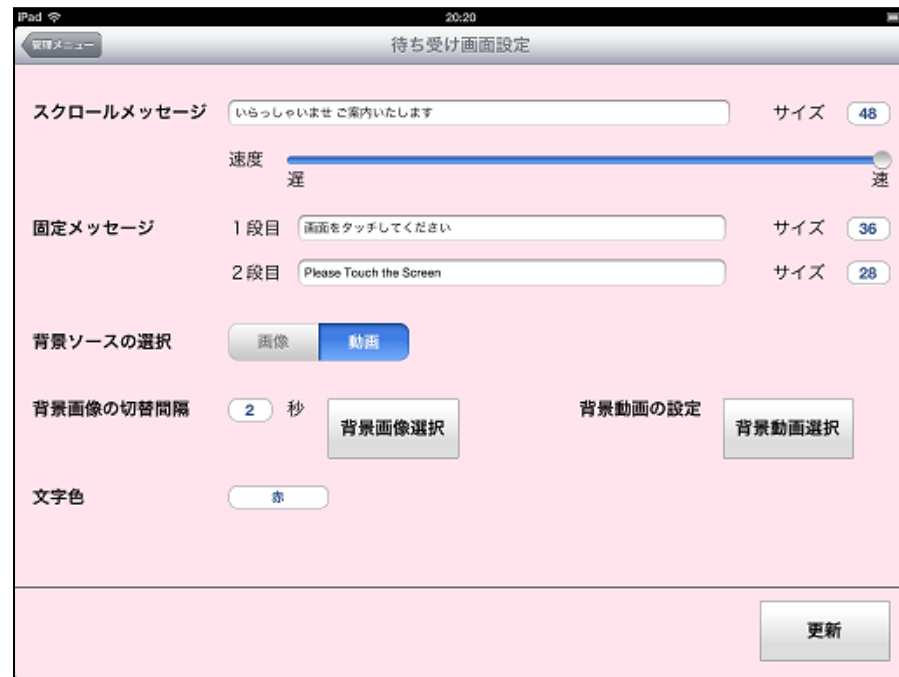 iPad 20:20
管理メニュー 待ち受け画面設定
スクロールメッセージ いらっしゃいませ ご案内いたします サイズ 48
速度 遅 速
固定メッセージ 1段目 画面をタッチしてください サイズ 36
2段目 Please Touch the Screen サイズ 28
背景ソースの選択 画像 動画
背景画像の切替間隔 2 秒 背景画像選択 背景動画の設定 背景動画選択
文字色 赤
更新